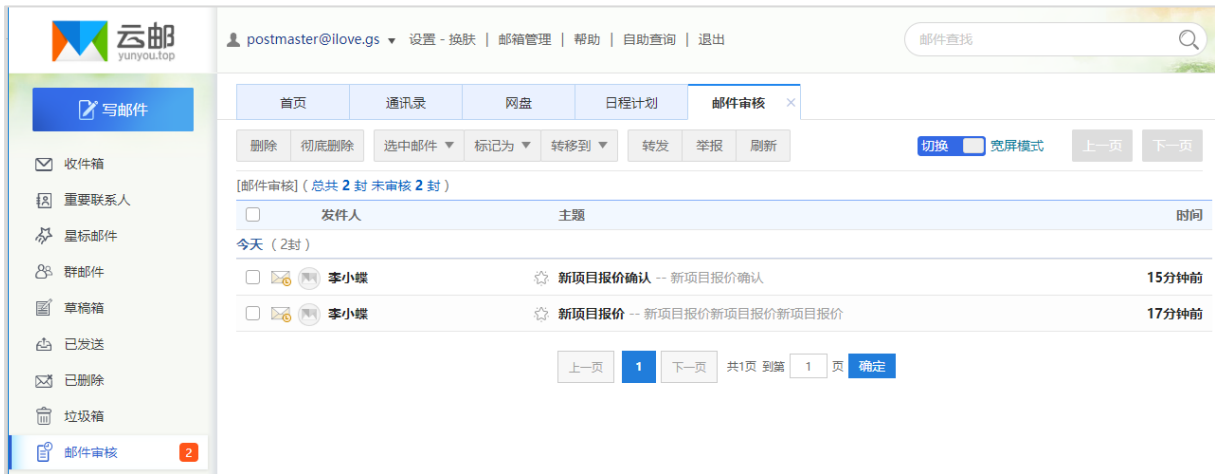 云邮
yunyou.top
postmaster@ilove.gs ▼ 设置 - 换肤 | 邮箱管理 | 帮助 | 自助查询 | 退出
邮件查找
写邮件
首页 通讯录 网盘 日程计划 邮件审核 ×
删除 彻底删除 选中邮件 ▼ 标记为 ▼ 转移到 ▼ 转发 举报 刷新 切换 宽屏模式 上一页 下一页
收件箱
重要联系人
星标邮件
群邮件
草稿箱
已发送
已删除
垃圾箱
邮件审核 2
[邮件审核] ( 总共 2 封 未审核 2 封 )
发件人 主题 时间
今天 ( 2封 )
李小蝶 新项目报价确认 -- 新项目报价确认 15分钟前
李小蝶 新项目报价 -- 新项目报价新项目报价新项目报价 17分钟前
上一页 1 下一页 共1页 到第 1 页 确定